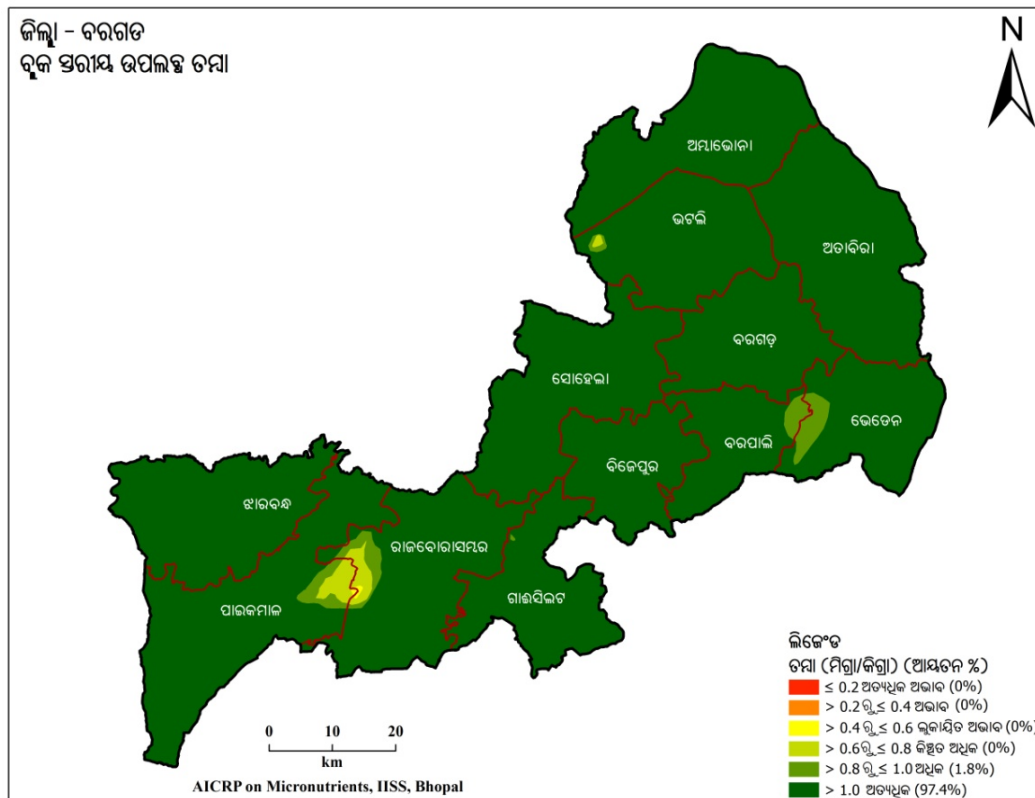 ଜିଲ୍ଲା - ବରଗଡ
ବ୍ଲକ ସ୍ତରୀୟ ଉପଲବ୍ଧ ତମ୍ବା
N
ଅମ୍ଭାଭୋନା
ଭଟଲି
ଅତାବିରା
ବରଗଡ଼
ସୋହେଲା
ଭେଡେନ
ବରପାଲି
ବିଜେପୁର
ଝାରବନ୍ଧ
ରାଜବୋରାସମ୍ଭର
ଗାଈସିଲଟ
ପାଇକମାଳ
ଲିଜେଂଡ
ତମ୍ବା (ମିଗ୍ରା/କିଗ୍ରା) (ଆୟତନ %)
≤ 0.2 ଅତ୍ୟଧିକ ଅଭାବ (0%)
> 0.2 ରୁ ≤ 0.4 ଅଭାବ (0%)
> 0.4 ରୁ ≤ 0.6 ଲୁକାୟିତ ଅଭାବ (0%)
> 0.6 ରୁ ≤ 0.8 କିଞ୍ଚିତ ଅଧିକ (0%)
> 0.8 ରୁ ≤ 1.0 ଅଧିକ (1.8%)
> 1.0 ଅତ୍ୟଧିକ (97.4%)
0 10 20
km
AICRP on Micronutrients, IISS, Bhopal